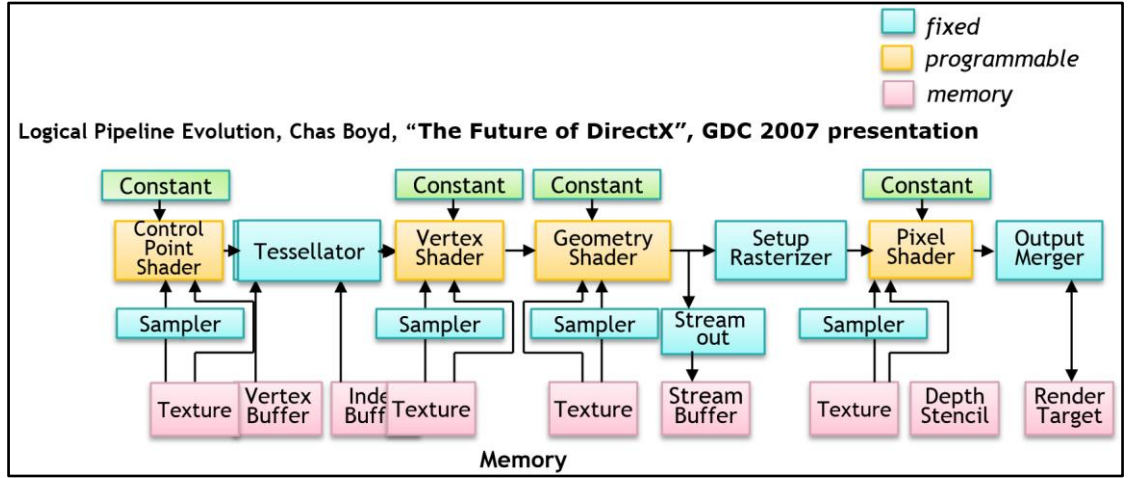 fixed
programmable
memory
Logical Pipeline Evolution, Chas Boyd, “The Future of DirectX”, GDC 2007 presentation
Constant
Constant
Constant
Constant
Control
Point
Shader
Tessellator
Vertex
Shader
Geometry
Shader
Setup
Rasterizer
Pixel
Shader
Output
Merger
Sampler
Sampler
Sampler
Stream
out
Sampler
Texture
Vertex
Buffer
Inde
Buff
Texture
Texture
Stream
Buffer
Texture
Depth
Stencil
Render
Target
Memory